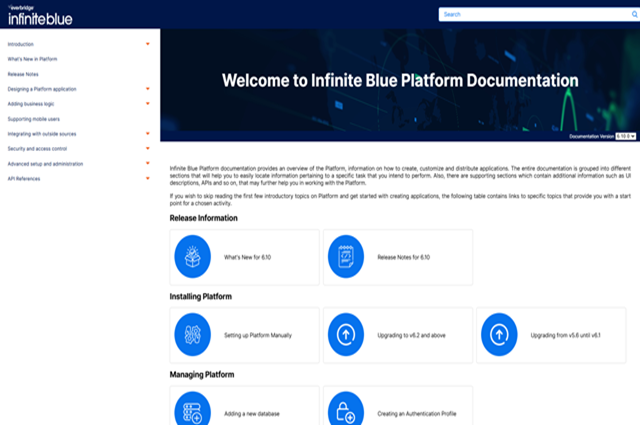 everbridge
infiniteblue
Search
Introduction
What's New in Platform
Release Notes
Designing a Platform application
Adding business logic
Supporting mobile users
Integrating with outside sources
Security and access control
Advanced setup and administration
API References
Welcome to Infinite Blue Platform Documentation
Documentation Version
Infinite Blue Platform documentation provides an overview of the Platform, information on how to create, customize and distribute applications. The entire documentation is grouped into different
sections that will help you to easily locate information pertaining to a specific task that you intend to perform. Also, there are supporting sections which contain additional information such as UI
descriptions, APIs and so on, that may further help you in working with the Platform.
If you wish to skip reading the first few introductory topics on Platform and get started with creating applications, the following table contains links to specific topics that provide you with a start
point for a chosen activity.
Release Information
What's New for 6.10
Release Notes for 6.10
Installing Platform
Setting up Platform Manually
Upgrading to v6.2 and above
Upgrading from v5.6 until v6.1
Managing Platform
Adding a new database
Creating an Authentication Profile